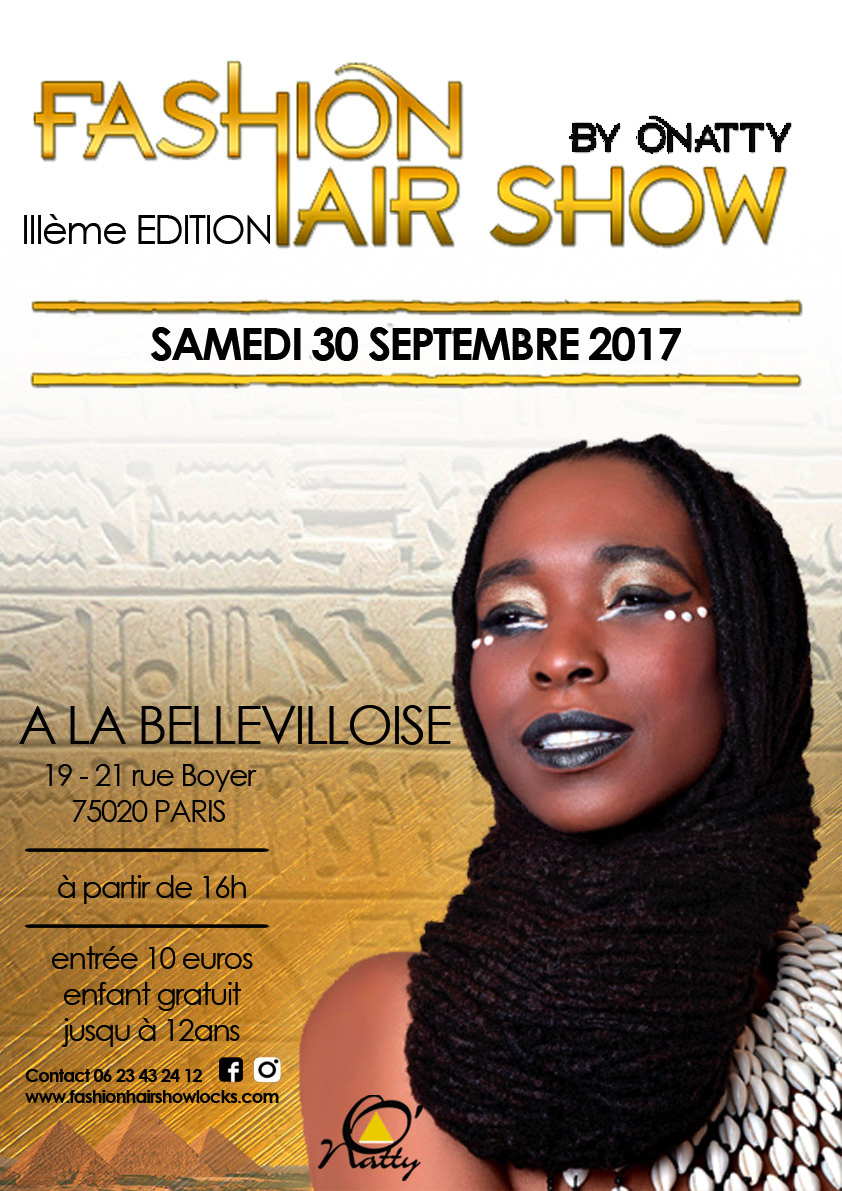 FASHION
BY ÔNATTY
HAIR SHOW
IIIème EDITION
SAMEDI 30 SEPTEMBRE 2017
A LA BELLEVILLOISE
19 - 21 rue Boyer
75020 PARIS
à partir de 16h
entrée 10 euros
enfant gratuit
jusqu à 12ans
Contact 06 23 43 24 12
www.fashionhairshowlocks.com
O'
Natty